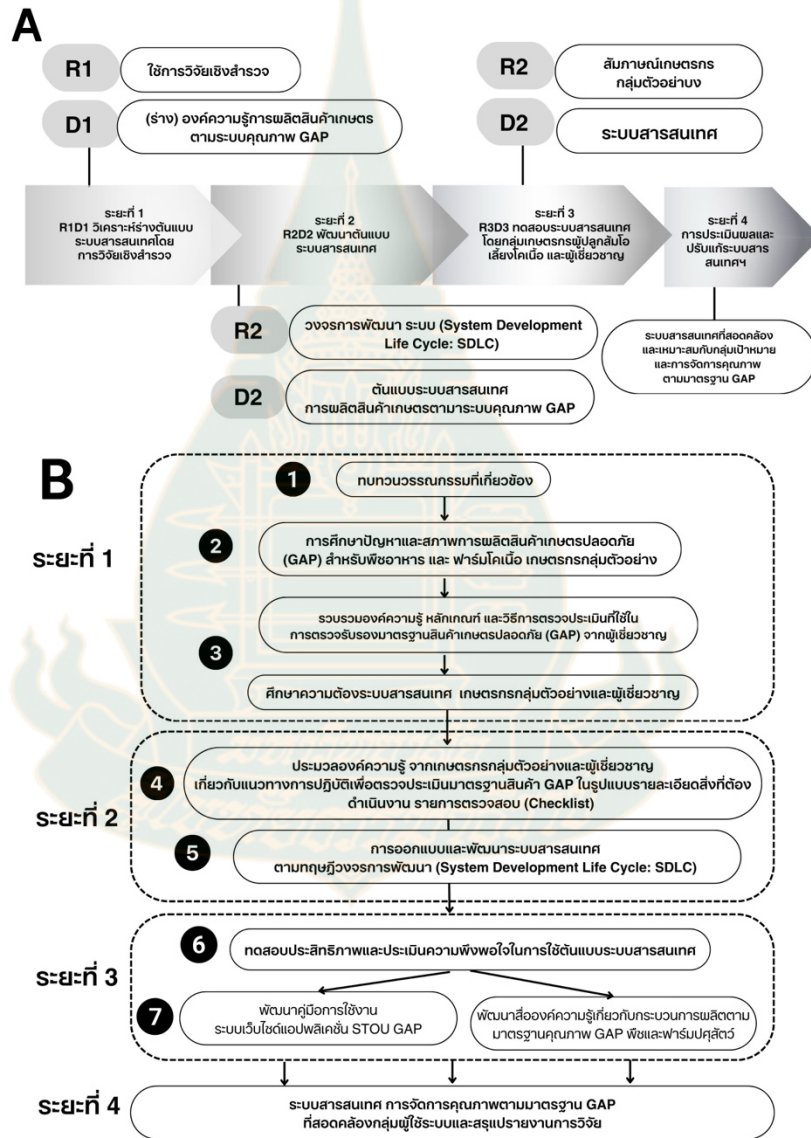 A
R1
ใช้การวิจัยเชิงสำรวจ
D1
(ร่าง) องค์ความรู้การผลิตสินค้าเกษตร
ตามระบบคุณภาพ GAP
R2
สัมภาษณ์เกษตรกร
กลุ่มตัวอย่าบง
D2
ระบบสารสนเทศ
ระยะที่ 1
R1D1 วิเคราะห์ร่างต้นแบบ
ระบบสารสนเทศโดย
การวิจัยเชิงสำรวจ
ระยะที่ 2
R2D2 พัฒนาต้นแบบ
ระบบสารสนเทศ
ระยะที่ 3
R3D3 ทดสอบระบบสารสนเทศ
โดยกลุ่มเกษตรกรผู้ปลูกส้มโอ
เลี้ยงโคเนื้อ และผู้เชี่ยวชาญ
ระยะที่ 4
การประเมินผลและ
ปรับแก้ระบบสาร
สนเทศฯ
R2
วงจรการพัฒนา ระบบ (System Development
Life Cycle: SDLC)
D2
ต้นแบบระบบสารสนเทศ
การผลิตสินค้าเกษตรตามาระบบคุณภาพ GAP
ระบบสารสนเทศที่สอดคล้อง
และเหมาะสมกับกลุ่มเป้าหมาย
และการจัดการคุณภาพ
ตามมาตรฐาน GAP
B
ระยะที่ 1
1
ทบทวนวรรณกรรมที่เกี่ยวข้อง
2
การศึกษาปัญหาและสภาพการผลิตสินค้าเกษตรปลอดภัย
(GAP) สำหรับพืชอาหาร และ ฟาร์มโคเนื้อ เกษตรกรกลุ่มตัวอย่าง
3
รวบรวมองค์ความรู้ หลักเกณฑ์ และวิธีการตรวจประเมินที่ใช้ใน
การตรวจรับรองมาตรฐานสินค้าเกษตรปลอดภัย (GAP) จากผู้เชี่ยวชาญ
ศึกษาความต้องระบบสารสนเทศ เกษตรกรกลุ่มตัวอย่างและผู้เชี่ยวชาญ
ระยะที่ 2
4
ประมวลองค์ความรู้ จากเกษตรกรกลุ่มตัวอย่างและผู้เชี่ยวชาญ
เกี่ยวกับแนวทางการปฏิบัติเพื่อตรวจประเมินมาตรฐานสินค้า GAP ในรูปแบบรายละเอียดสิ่งที่ต้อง
ดำเนินงาน รายการตรวจสอบ (Checklist)
5
การออกแบบและพัฒนาระบบสารสนเทศ
ตามทฤษฎีวงจรการพัฒนา (System Development Life Cycle: SDLC)
ระยะที่ 3
6
ทดสอบประสิทธิภาพและประเมินความพึงพอใจในการใช้ต้นแบบระบบสารสนเทศ
7
พัฒนาคู่มือการใช้งาน
ระบบเว็บไซต์แอปพลิเคชั่น STOU GAP
พัฒนาสื่อองค์ความรู้เกี่ยวกับกระบวนการผลิตตาม
มาตรฐานคุณภาพ GAP พืชและฟาร์มปศุสัตว์
ระยะที่ 4
ระบบสารสนเทศ การจัดการคุณภาพตามมาตรฐาน GAP
ที่สอดคล้องกลุ่มผู้ใช้ระบบและสรุปรายงานการวิจัย